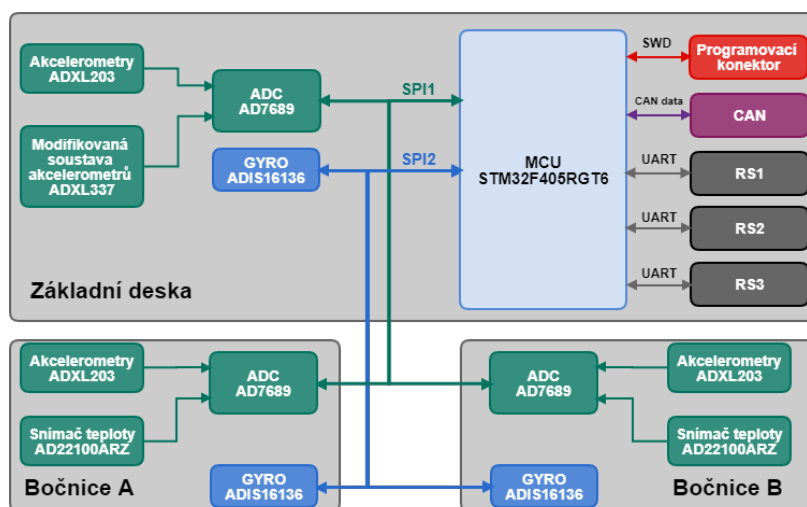 Akcelerometry
ADXL203
ADC
AD7689
Modifikovaná
soustava
akcelerometrů
ADXL337
GYRO
ADIS16136
SPI1
SPI2
MCU
STM32F405RGT6
SWD
Programovací
konektor
CAN data
CAN
UART
RS1
UART
RS2
UART
RS3
Základní deska
Akcelerometry
ADXL203
ADC
AD7689
Snímač teploty
AD22100ARZ
GYRO
ADIS16136
Bočnice A
ADC
AD7689
Akcelerometry
ADXL203
Snímač teploty
AD22100ARZ
GYRO
ADIS16136
Bočnice B